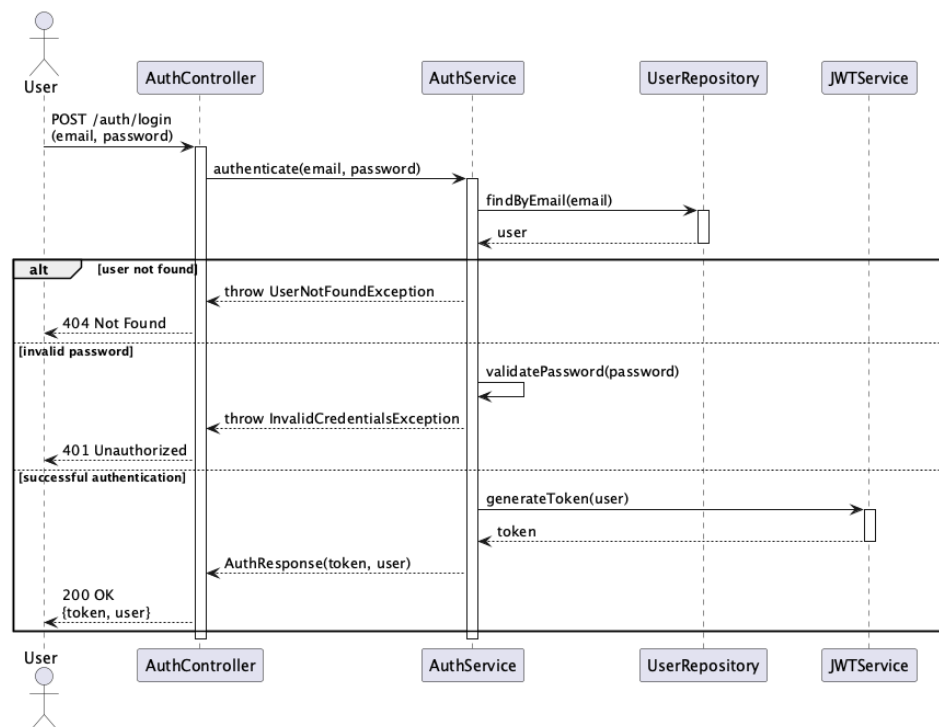 User
AuthController
AuthService
UserRepository
JWTService
POST /auth/login
(email, password)
authenticate(email, password)
findByEmail(email)
user
alt
[user not found]
throw UserNotFoundException
404 Not Found
[invalid password]
validatePassword(password)
throw InvalidCredentialsException
401 Unauthorized
[successful authentication]
generateToken(user)
token
AuthResponse(token, user)
200 OK
{token, user}
User
AuthController
AuthService
UserRepository
JWTService